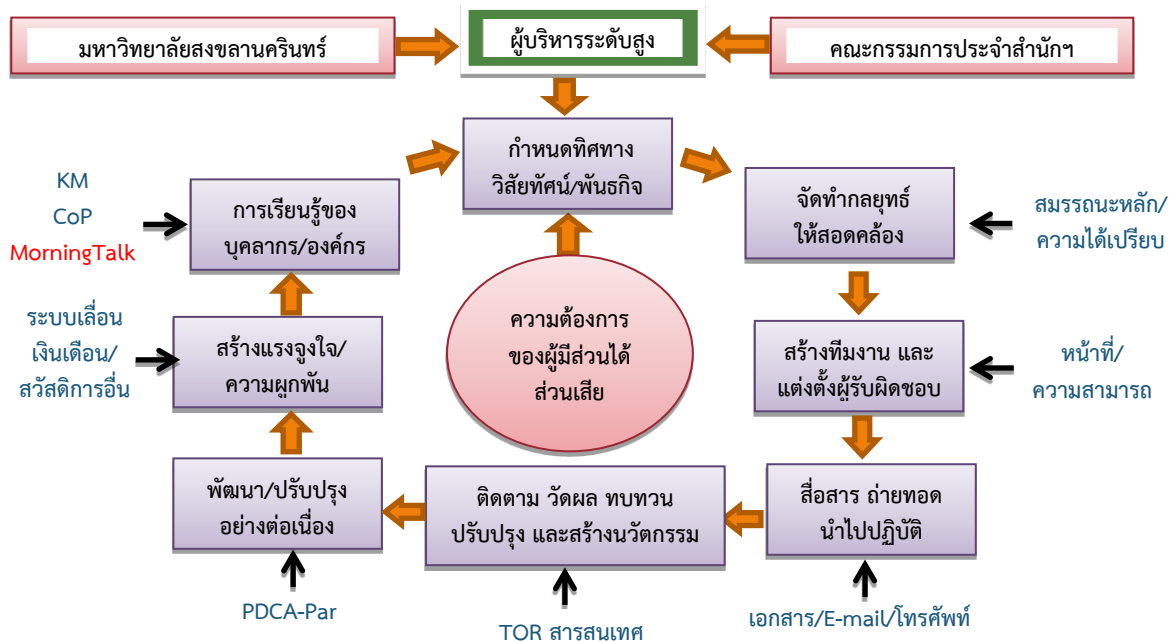 มหาวิทยาลัยสงขลานครินทร์
ผู้บริหารระดับสูง
คณะกรรมการประจำสำนักฯ
กำหนดทิศทาง
วิสัยทัศน์/พันธกิจ
KM
CoP
MorningTalk
การเรียนรู้ของ
บุคลากร/องค์กร
จัดทำกลยุทธ์
ให้สอดคล้อง
สมรรถนะหลัก/
ความได้เปรียบ
ความต้องการ
ของผู้มีส่วนได้
ส่วนเสีย
ระบบเลื่อน
เงินเดือน/
สวัสดิการอื่น
สร้างแรงจูงใจ/
ความผูกพัน
สร้างทีมงาน และ
แต่งตั้งผู้รับผิดชอบ
หน้าที่/
ความสามารถ
พัฒนา/ปรับปรุง
อย่างต่อเนื่อง
ติดตาม วัดผล ทบทวน
ปรับปรุง และสร้างนวัตกรรม
สื่อสาร ถ่ายทอด
นำไปปฏิบัติ
PDCA-Par
TOR สารสนเทศ
เอกสาร/E-mail/โทรศัพท์